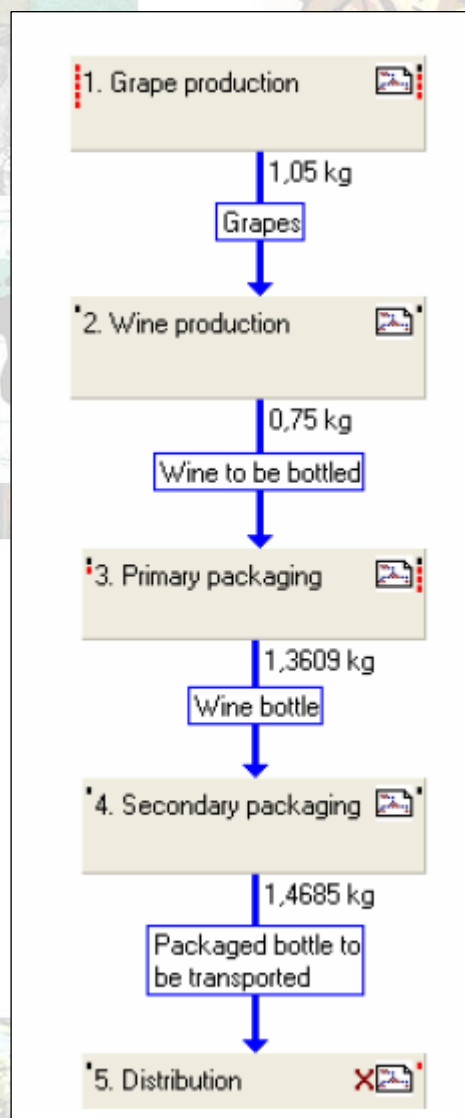 1. Grape production
1,05 kg
Grapes
2. Wine production
0,75 kg
Wine to be bottled
3. Primary packaging
1,3609 kg
Wine bottle
4. Secondary packaging
1,4685 kg
Packaged bottle to
be transported
5. Distribution